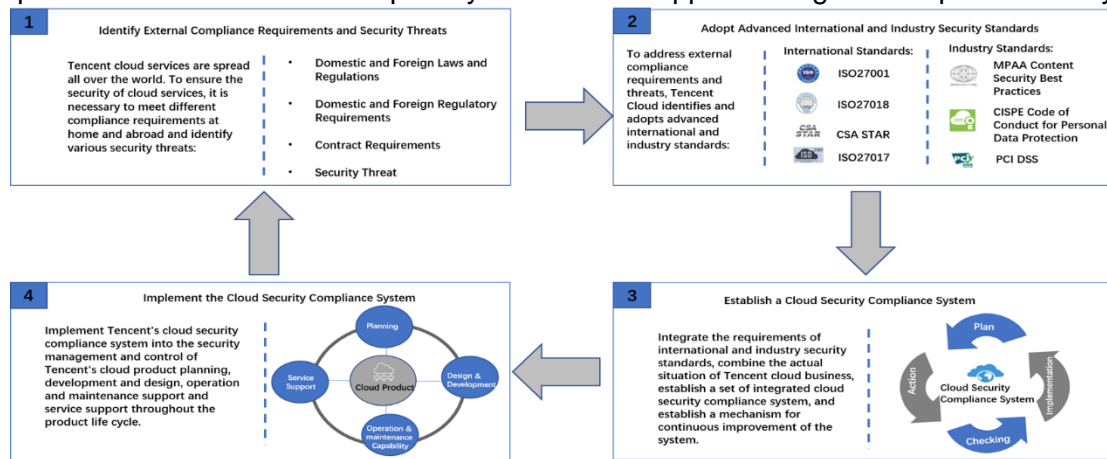 1
Identify External Compliance Requirements and Security Threats
Tencent cloud services are spread
all over the world. To ensure the
security of cloud services, it is
necessary to meet different
compliance requirements at
home and abroad and identify
various security threats:
• Domestic and Foreign Laws and
Regulations
• Domestic and Foreign Regulatory
Requirements
• Contract Requirements
• Security Threat
2
Adopt Advanced International and Industry Security Standards
To address external
compliance
requirements and
threats, Tencent
Cloud identifies and
adopts advanced
international and
industry standards:
International Standards:
ISO27001
ISO27018
CSA STAR
CSA STAR
ISO27017
Industry Standards:
MPAA Content
Security Best
Practices
CISPE Code of
Conduct for Personal
Data Protection
PCI DSS
3
Establish a Cloud Security Compliance System
Integrate the requirements of
international and industry security
standards, combine the actual
situation of Tencent cloud business,
establish a set of integrated cloud
security compliance system, and
establish a mechanism for
continuous improvement of the
system.
Plan
Implementation
Checking
Action
Cloud Security
Compliance System
4
Implement the Cloud Security Compliance System
Implement Tencent's cloud security
compliance system into the security
management and control of
Tencent's cloud product planning,
development and design, operation
and maintenance support and
service support throughout the
product life cycle.
Planning
Design &
Development
Operation &
maintenance
Capability
Service
Support
Cloud Product